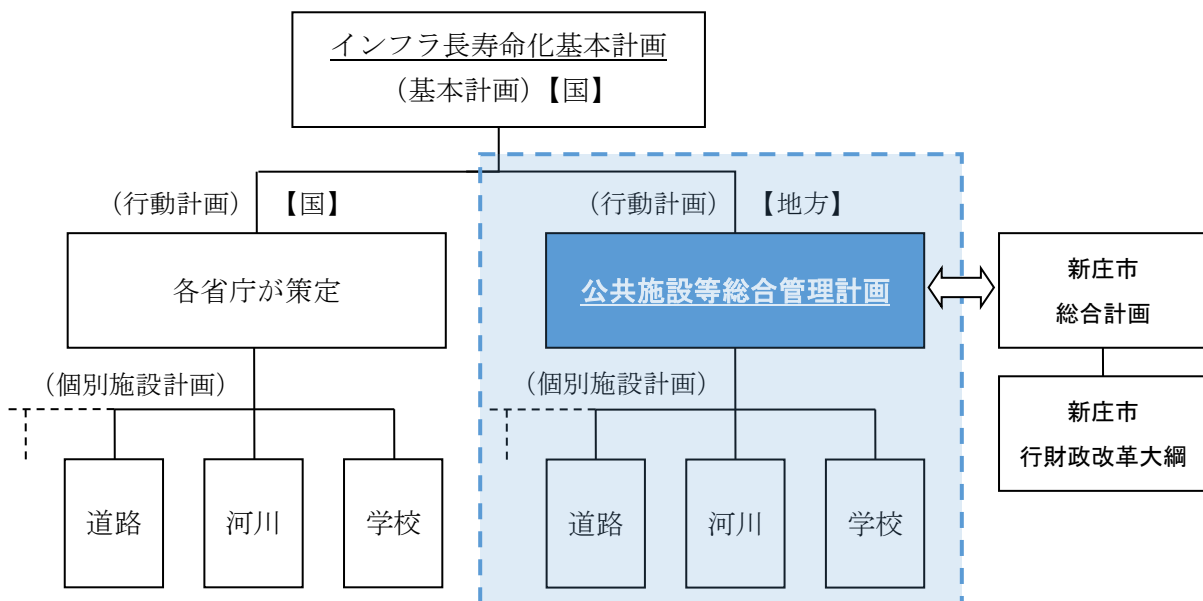 インフラ長寿命化基本計画
(基本計画)【国】
(行動計画) 【国】
各省庁が策定
(個別施設計画)
道路
河川
学校
(行動計画) 【地方】
公共施設等総合管理計画
(個別施設計画)
道路
河川
学校
新庄市
総合計画
新庄市
行財政改革大綱